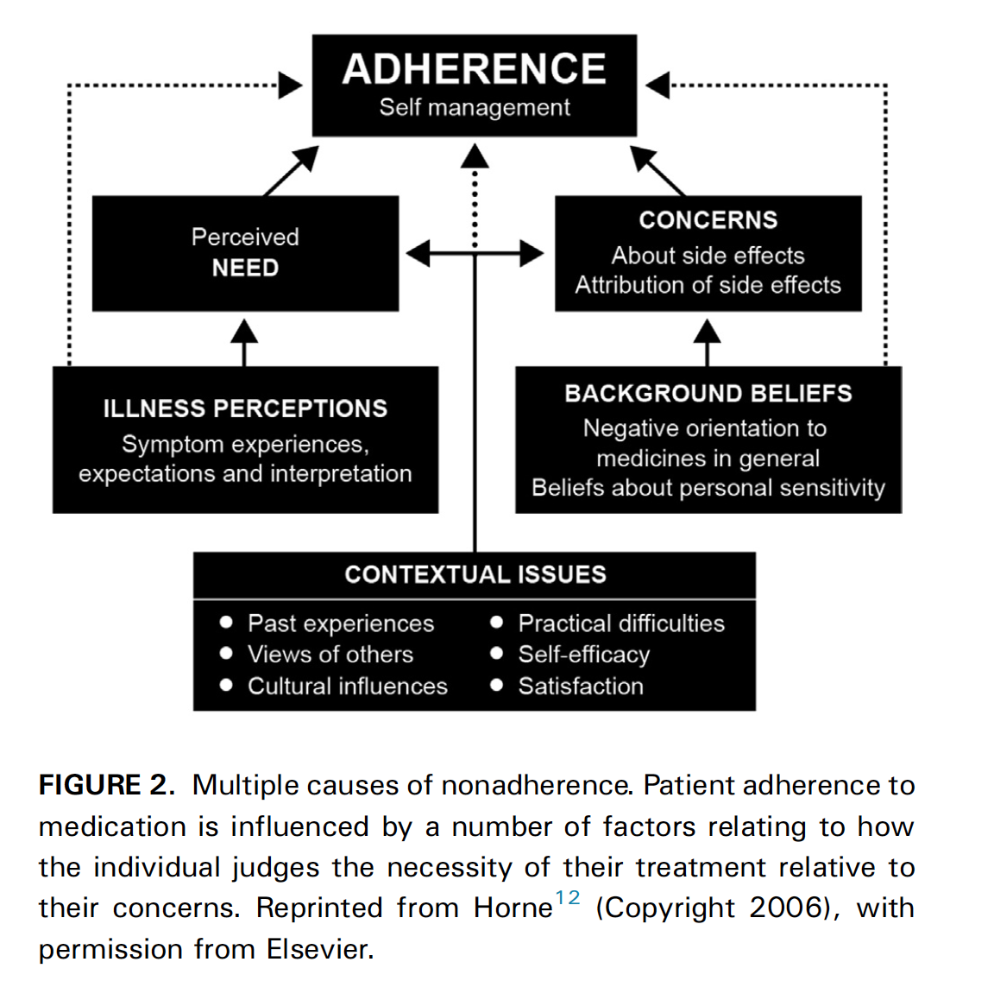 ADHERENCE
Self management
Perceived
NEED
CONCERNS
About side effects
Attribution of side effects
ILLNESS PERCEPTIONS
Symptom experiences,
expectations and interpretation
BACKGROUND BELIEFS
Negative orientation to
medicines in general
Beliefs about personal sensitivity
CONTEXTUAL ISSUES
● Past experiences
● Views of others
● Cultural influences
● Practical difficulties
● Self-efficacy
● Satisfaction
FIGURE 2. Multiple causes of nonadherence. Patient adherence to
medication is influenced by a number of factors relating to how
the individual judges the necessity of their treatment relative to
their concerns. Reprinted from Horne12 (Copyright 2006), with
permission from Elsevier.